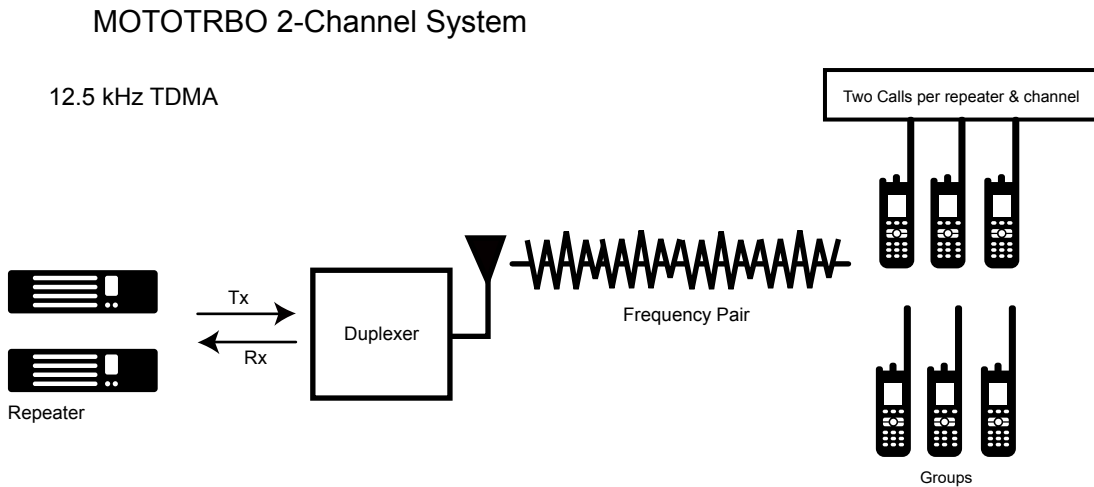 MOTOTRBO 2-Channel System
12.5 kHz TDMA
Two Calls per repeater & channel
Tx
Duplexer
Frequency Pair
Rx
Repeater
Groups